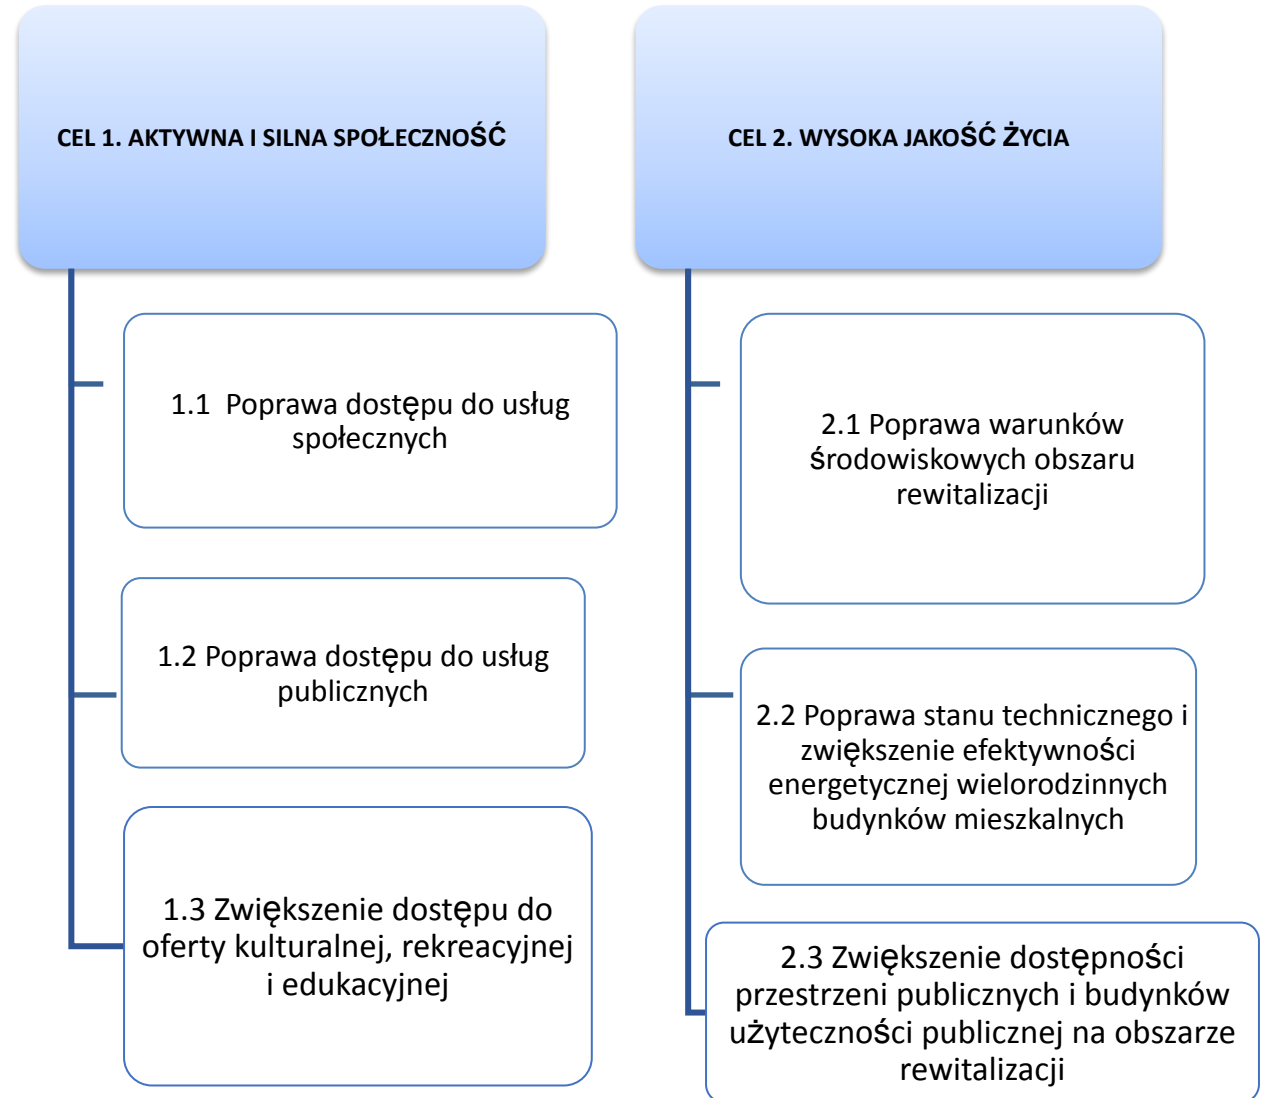 CEL 1. AKTYWNA I SILNA SPOŁECZNOŚĆ
1.1 Poprawa dostępu do usług
społecznych
1.2 Poprawa dostępu do usług
publicznych
1.3 Zwiększenie dostępu do
oferty kulturalnej, rekreacyjnej
i edukacyjnej
CEL 2. WYSOKA JAKOŚĆ ŻYCIA
2.1 Poprawa warunków
środowiskowych obszaru
rewitalizacji
2.2 Poprawa stanu technicznego i
zwiększenie efektywności
energetycznej wielorodzinnych
budynków mieszkalnych
2.3 Zwiększenie dostępności
przestrzeni publicznych i budynków
użyteczności publicznej na obszarze
rewitalizacji